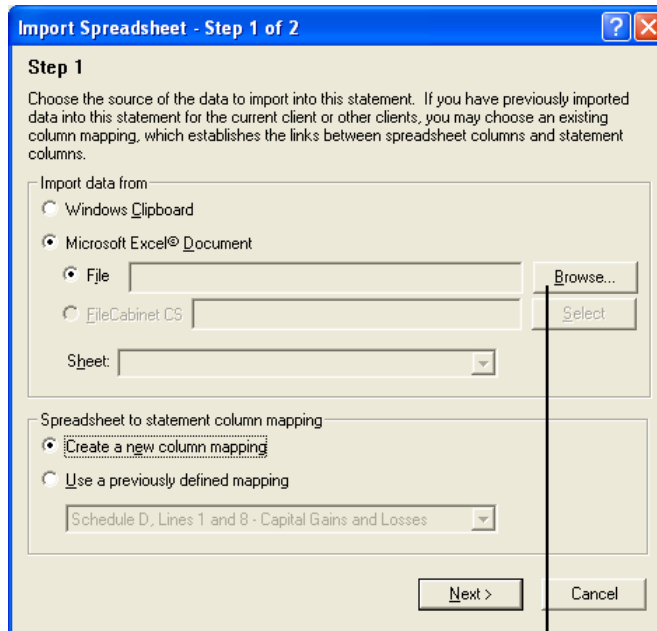 Import Spreadsheet - Step 1 of 2
Step 1
Choose the source of the data to import into this statement. If you have previously imported
data into this statement for the current client or other clients, you may choose an existing
column mapping, which establishes the links between spreadsheet columns and statement
columns.
Import data from
Windows Clipboard
Microsoft Excel© Document
File
Browse...
FileCabinet CS
Select
Sheet:
Spreadsheet to statement column mapping
Create a new column mapping
Use a previously defined mapping
Schedule D, Lines 1 and 8 - Capital Gains and Losses
Next >
Cancel